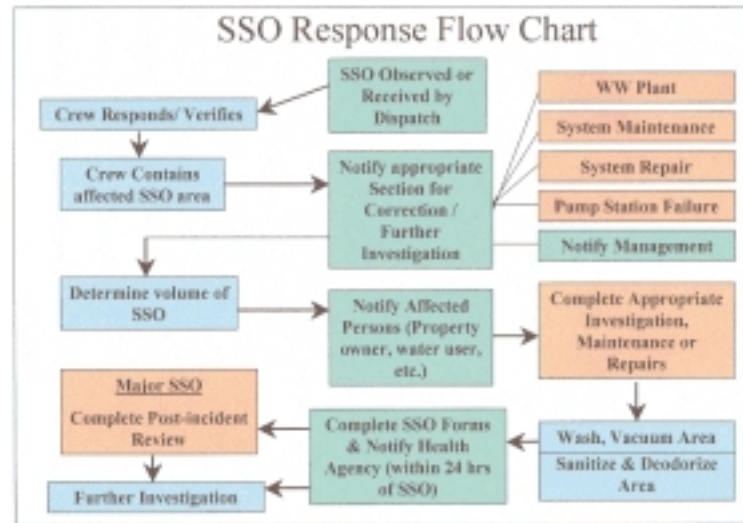 SSO Response Flow Chart
SSO Observed or
Received by
Dispatch
Crew Responds/ Verifies
Crew Contains
affected SSO area
Notify appropriate
Section for
Correction /
Further
Investigation
WW Plant
System Maintenance
System Repair
Pump Station Failure
Notify Management
Determine volume of
SSO
Notify Affected
Persons (Property
owner, water user,
etc.)
Complete Appropriate
Investigation,
Maintenance or
Repairs
Wash, Vacuum Area
Sanitize & Deodorize
Area
Complete SSO Forms
& Notify Health
Agency (within 24 hrs
of SSO)
Major SSO
Complete Post-incident
Review
Further Investigation